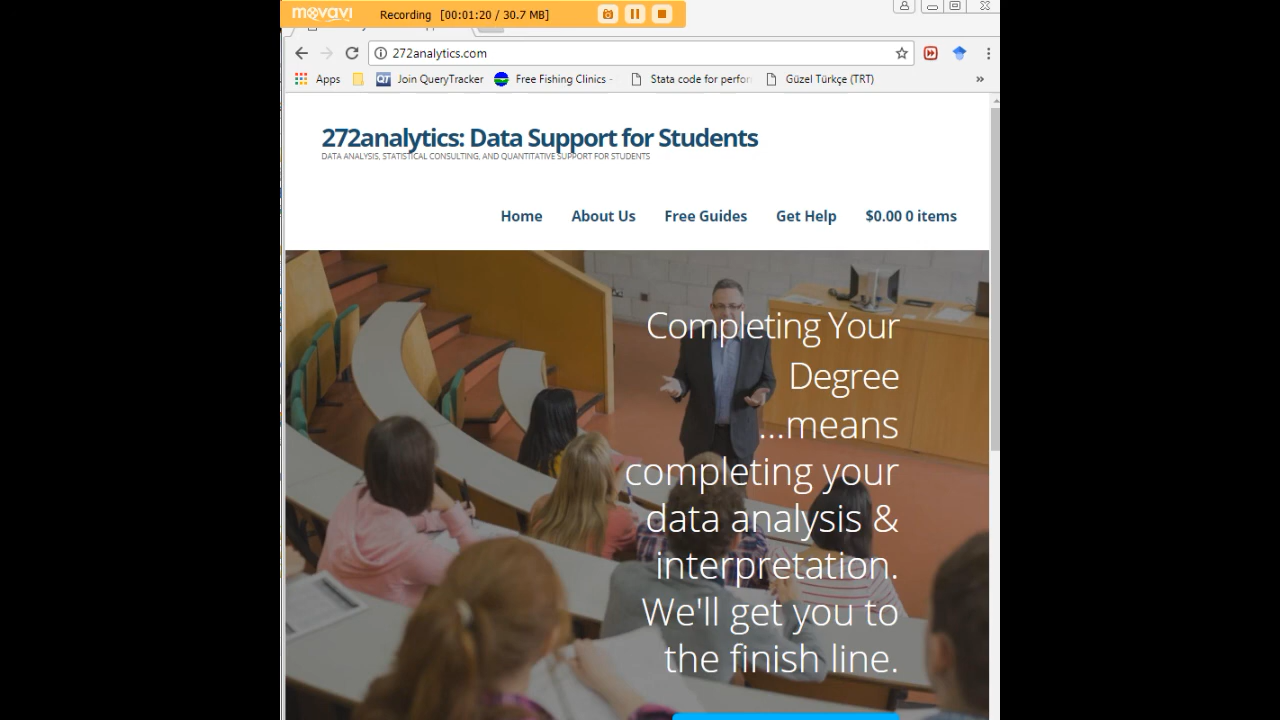 movavi Recording [00:01:20 / 30.7 MB]
272analytics.com
Apps QT Join QueryTracker Free Fishing Clinics - Stata code for perfor Güzel Türkçe (TRT) »
272analytics: Data Support for Students
DATA ANALYSIS, STATISTICAL CONSULTING, AND QUANTITATIVE SUPPORT FOR STUDENTS
Home About Us Free Guides Get Help $0.00 0 items
Completing Your
Degree
...means
completing your
data analysis &
interpretation.
We'll get you to
the finish line.